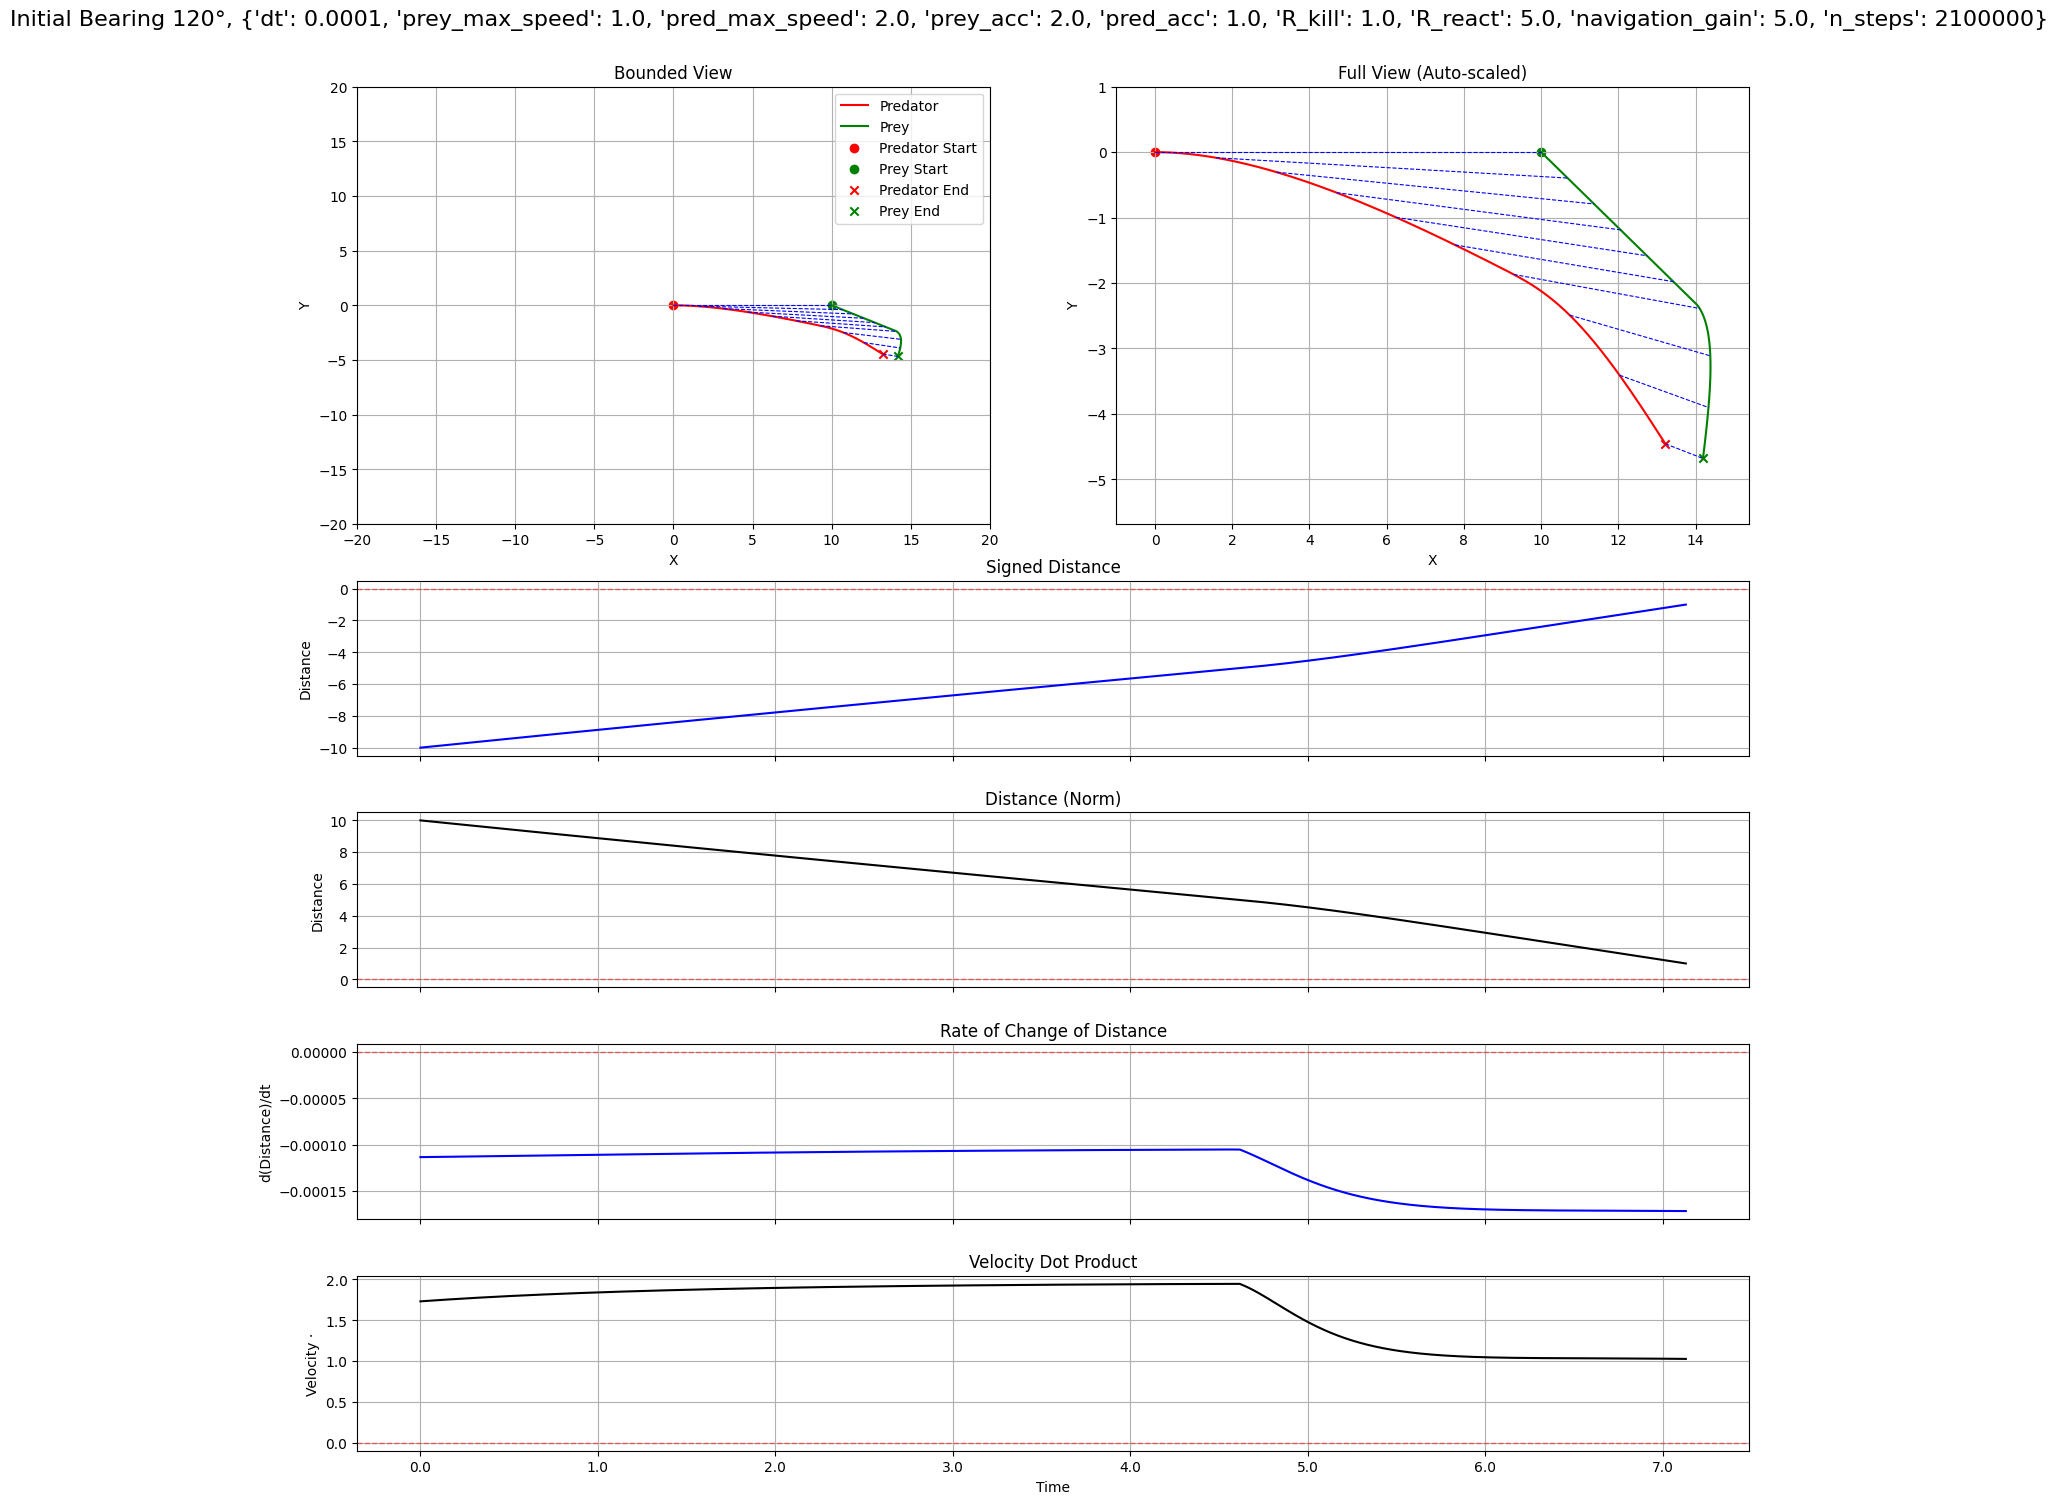 Initial Bearing 120°, {'dt': 0.0001, 'prey_max_speed': 1.0, 'pred_max_speed': 2.0, 'prey_acc': 2.0, 'pred_acc': 1.0, 'R_kill': 1.0, 'R_react': 5.0, 'navigation_gain': 5.0, 'n_steps': 2100000}
Bounded View
20
15
10
5
0
−5
−10
−15
−20
Y
−20 −15 −10 −5 0 5 10 15 20
X
Predator
Prey
Predator Start
Prey Start
Predator End
Prey End
Full View (Auto-scaled)
1
0
−1
−2
−3
−4
−5
Y
0 2 4 6 8 10 12 14
X
Signed Distance
0
−2
−4
−6
−8
−10
Distance
Distance (Norm)
10
8
6
4
2
0
Distance
Rate of Change of Distance
0.00000
−0.00005
−0.00010
−0.00015
d(Distance)/dt
Velocity Dot Product
2.0
1.5
1.0
0.5
0.0
Velocity ·
0.0 1.0 2.0 3.0 4.0 5.0 6.0 7.0
Time